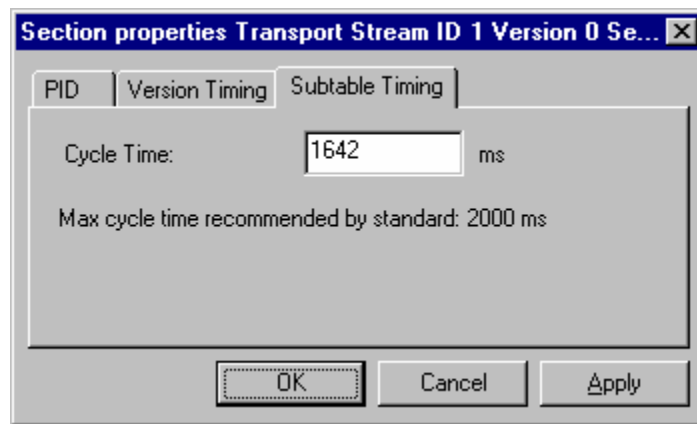 Section properties Transport Stream ID 1 Version 0 Se...
PID Version Timing Subtable Timing
Cycle Time: 1642 ms
Max cycle time recommended by standard: 2000 ms
OK Cancel Apply